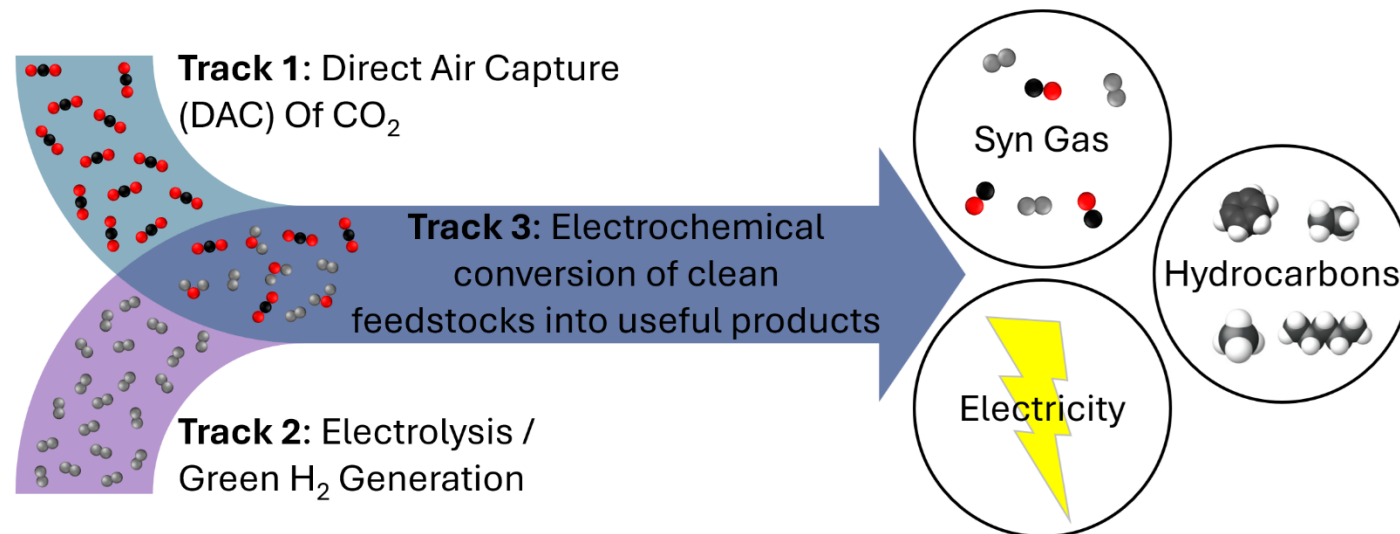 Track 1: Direct Air Capture
(DAC) Of CO₂
Track 3: Electrochemical
conversion of clean
feedstocks into useful products
Track 2: Electrolysis /
Green H₂ Generation
Syn Gas
Hydrocarbons
Electricity